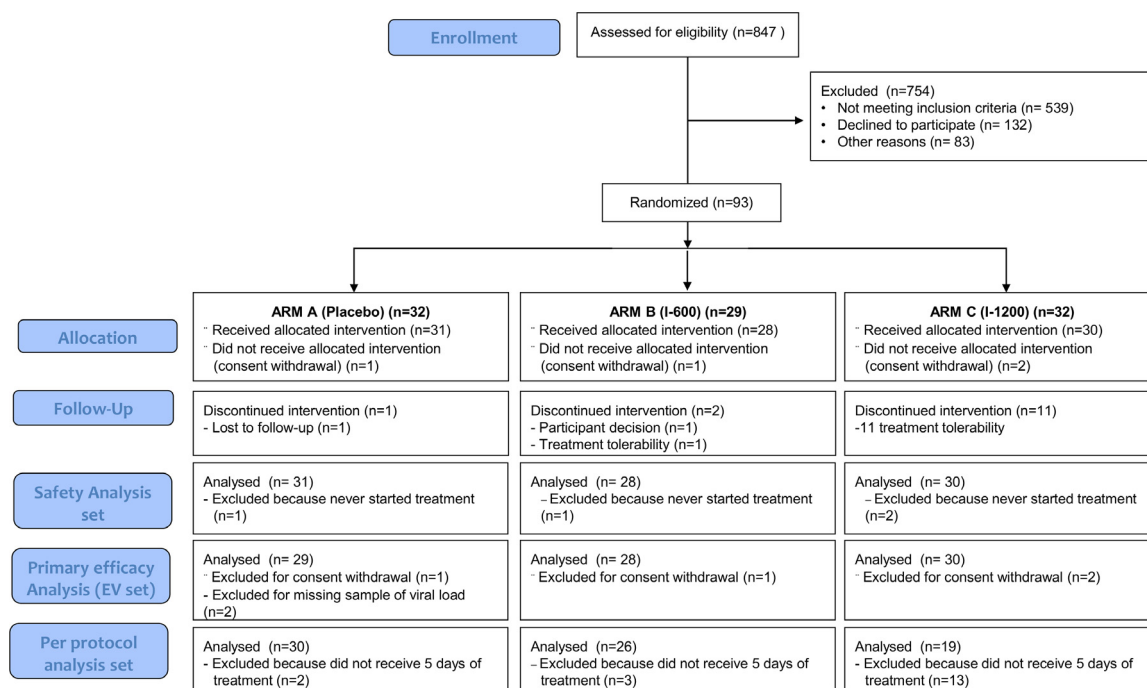 Enrollment
Assessed for eligibility (n=847 )
Excluded (n=754)
• Not meeting inclusion criteria (n= 539)
• Declined to participate (n= 132)
• Other reasons (n= 83)
Randomized (n=93)
Allocation
ARM A (Placebo) (n=32)
¨ Received allocated intervention (n=31)
¨ Did not receive allocated intervention
(consent withdrawal) (n=1)
ARM B (I-600) (n=29)
¨ Received allocated intervention (n=28)
¨ Did not receive allocated intervention
(consent withdrawal) (n=1)
ARM C (I-1200) (n=32)
¨ Received allocated intervention (n=30)
¨ Did not receive allocated intervention
(consent withdrawal) (n=2)
Follow-Up
Discontinued intervention (n=1)
- Lost to follow-up (n=1)
Discontinued intervention (n=2)
- Participant decision (n=1)
- Treatment tolerability (n=1)
Discontinued intervention (n=11)
-11 treatment tolerability
Safety Analysis
set
Analysed (n= 31)
- Excluded because never started treatment
(n=1)
Analysed (n= 28)
– Excluded because never started treatment
(n=1)
Analysed (n= 30)
– Excluded because never started treatment
(n=2)
Primary efficacy
Analysis (EV set)
Analysed (n= 29)
¨ Excluded for consent withdrawal (n=1)
- Excluded for missing sample of viral load
(n=2)
Analysed (n= 28)
¨ Excluded for consent withdrawal (n=1)
Analysed (n= 30)
¨ Excluded for consent withdrawal (n=2)
Per protocol
analysis set
Analysed (n=30)
- Excluded because did not receive 5 days of
treatment (n=2)
Analysed (n=26)
– Excluded because did not receive 5 days of
treatment (n=3)
Analysed (n=19)
- Excluded because did not receive 5 days of
treatment (n=13)